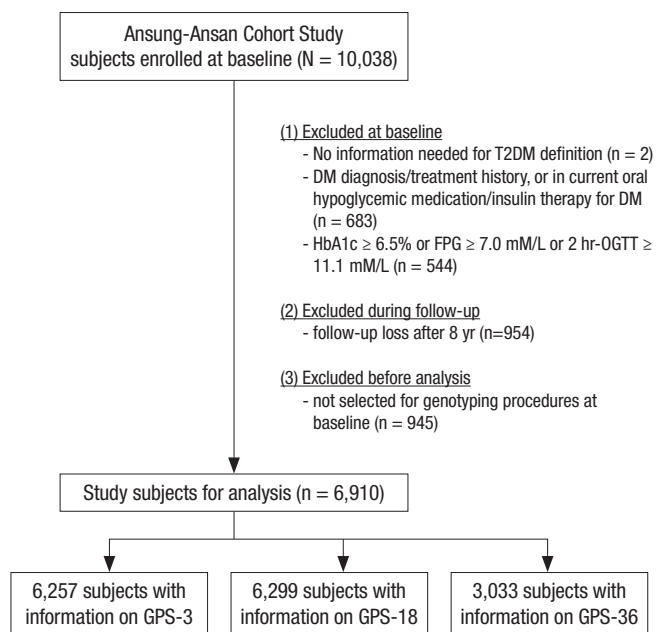 Ansung-Ansan Cohort Study
subjects enrolled at baseline (N = 10,038)
(1) Excluded at baseline
- No information needed for T2DM definition (n = 2)
- DM diagnosis/treatment history, or in current oral
hypoglycemic medication/insulin therapy for DM
(n = 683)
- HbA1c ≥ 6.5% or FPG ≥ 7.0 mM/L or 2 hr-OGTT ≥
11.1 mM/L (n = 544)
(2) Excluded during follow-up
- follow-up loss after 8 yr (n=954)
(3) Excluded before analysis
- not selected for genotyping procedures at
baseline (n = 945)
Study subjects for analysis (n = 6,910)
6,257 subjects with
information on GPS-3
6,299 subjects with
information on GPS-18
3,033 subjects with
information on GPS-36